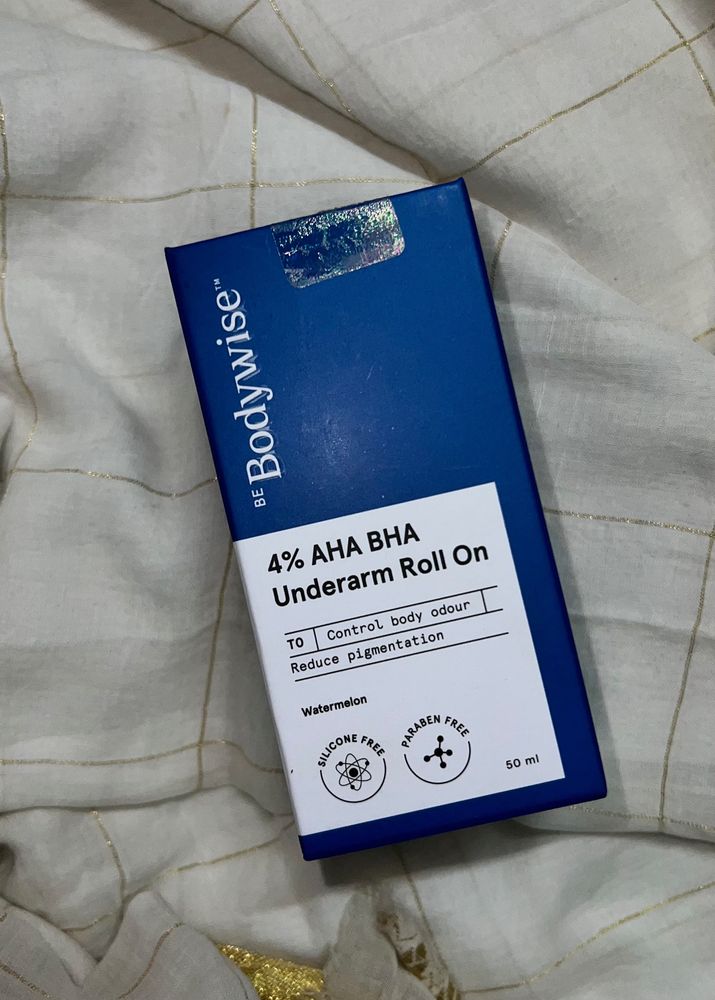 BE Bodywise™
4% AHA BHA
Underarm Roll On
TO Control body odour
Reduce pigmentation
Watermelon
SILICONE FREE
PARABEN FREE
50 ml